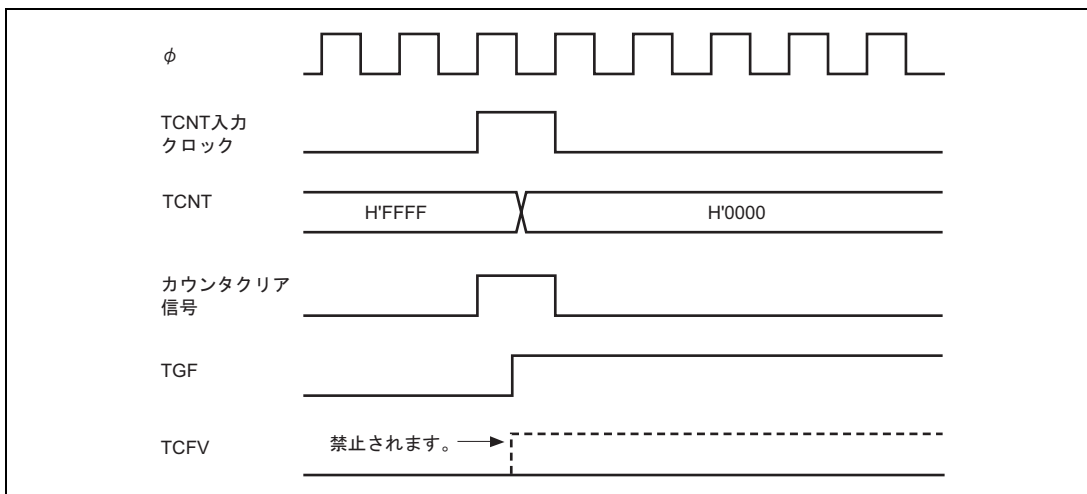 φ
TCNT入力
クロック
TCNT
H'FFFF
H'0000
カウンタクリア
信号
TGF
TCFV
禁止されます。